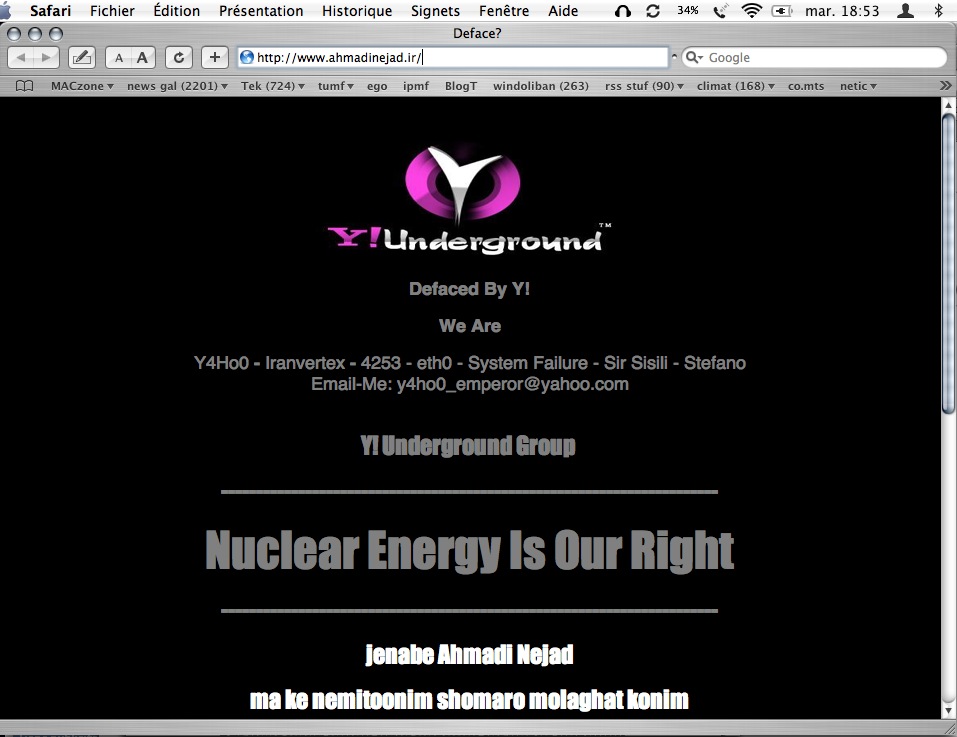 Safari Fichier Édition Présentation Historique Signets Fenêtre Aide 34% mar. 18:53
Deface?
A A + http://www.ahmadinejad.ir/ Google
MACzone news gal (2201) Tek (724) tumf ego ipmf BlogT windoliban (263) rss stuf (90) climat (168) co.mts netic
Y!Underground™
Defaced By Y!
We Are
Y4Ho0 - Iranvertex - 4253 - eth0 - System Failure - Sir Sisili - Stefano
Email-Me: y4ho0_emperor@yahoo.com
Y! Underground Group
Nuclear Energy Is Our Right
jenabe Ahmadi Nejad
ma ke nemitoonim shomaro molaghat konim